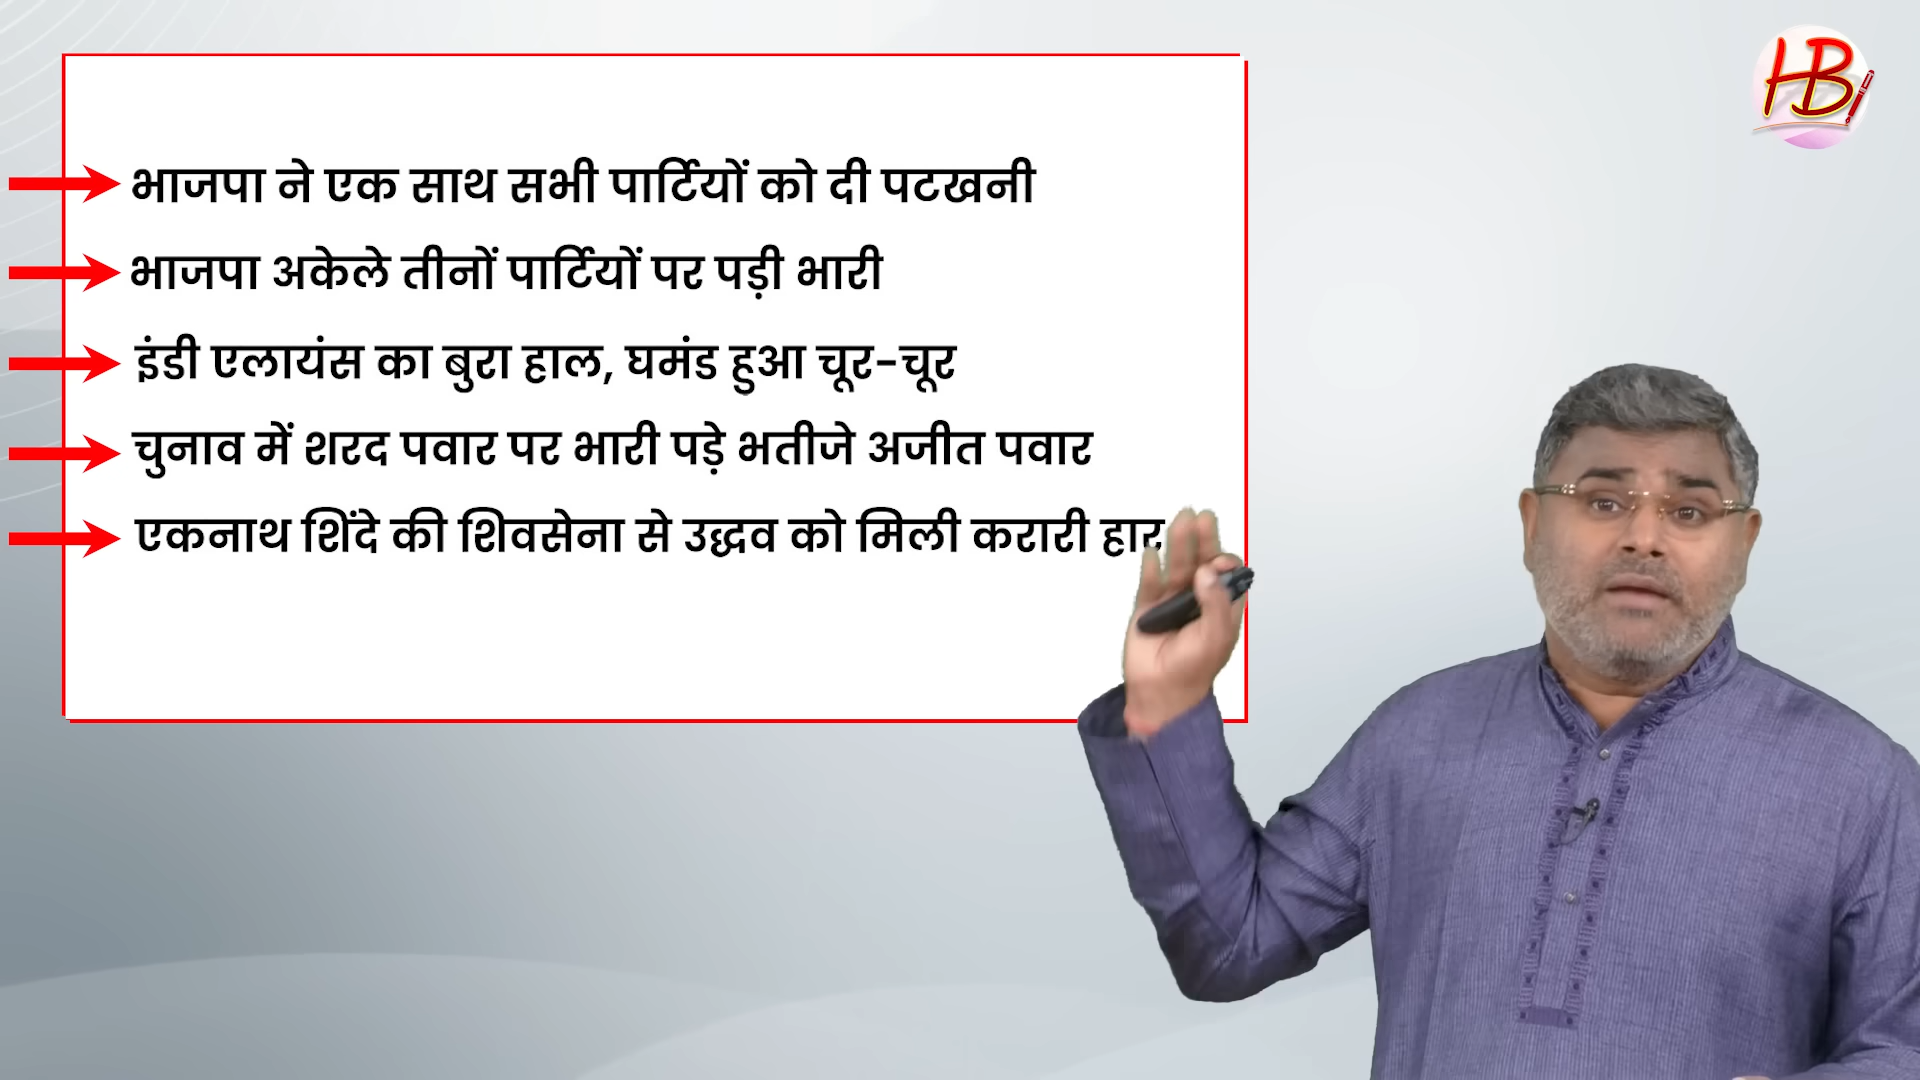 HB
भाजपा ने एक साथ सभी पार्टियों को दी पटखनी
भाजपा अकेले तीनों पार्टियों पर पड़ी भारी
इंडी एलायंस का बुरा हाल, घमंड हुआ चूर-चूर
चुनाव में शरद पवार पर भारी पड़े भतीजे अजीत पवार
एकनाथ शिंदे की शिवसेना से उद्धव को मिली करारी हार